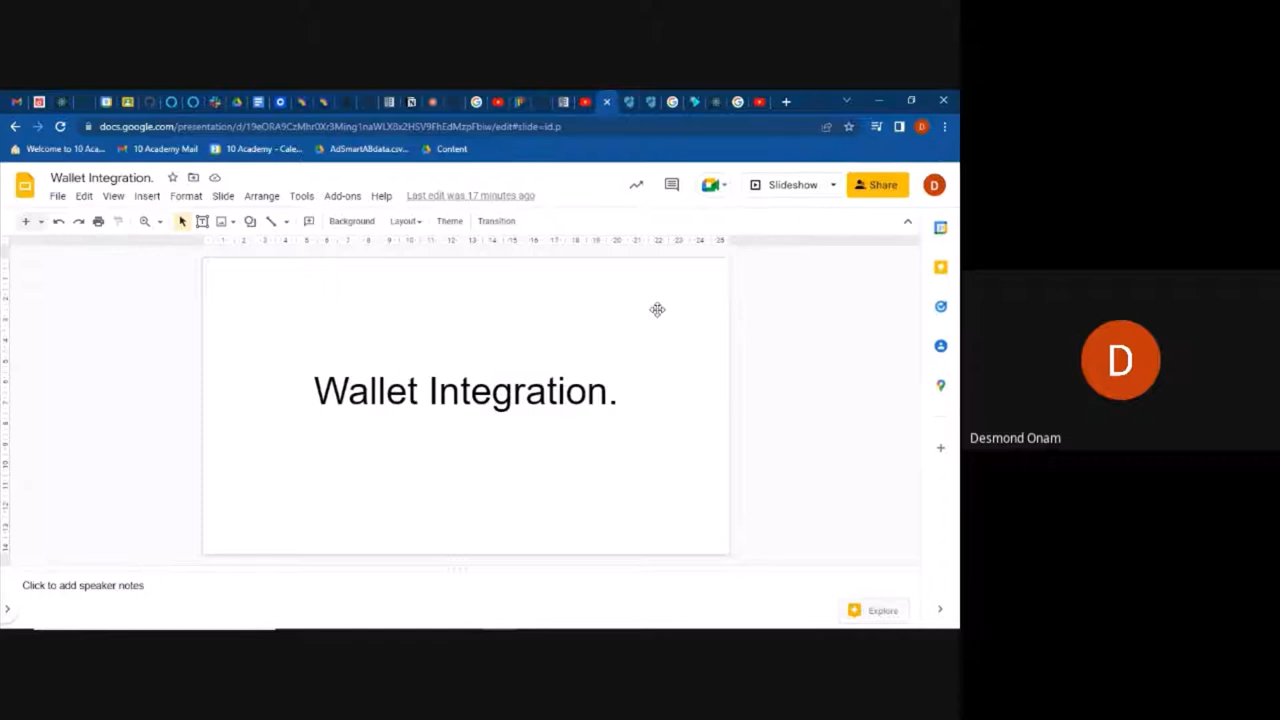 docs.google.com/presentation/d/19eORA9CzMhr0Xr3Ming1naWLX8x2HSV9FhEdMzpFbiw/edit#slide=id.p
Welcome to 10 Aca... 10 Academy Mail 10 Academy - Cale... AdSmartABdata.csv... Content
Wallet Integration.
File Edit View Insert Format Slide Arrange Tools Add-ons Help Last edit was 17 minutes ago
Slideshow Share D
Background Layout Theme Transition
Wallet Integration.
D
Desmond Onam
Click to add speaker notes
Explore